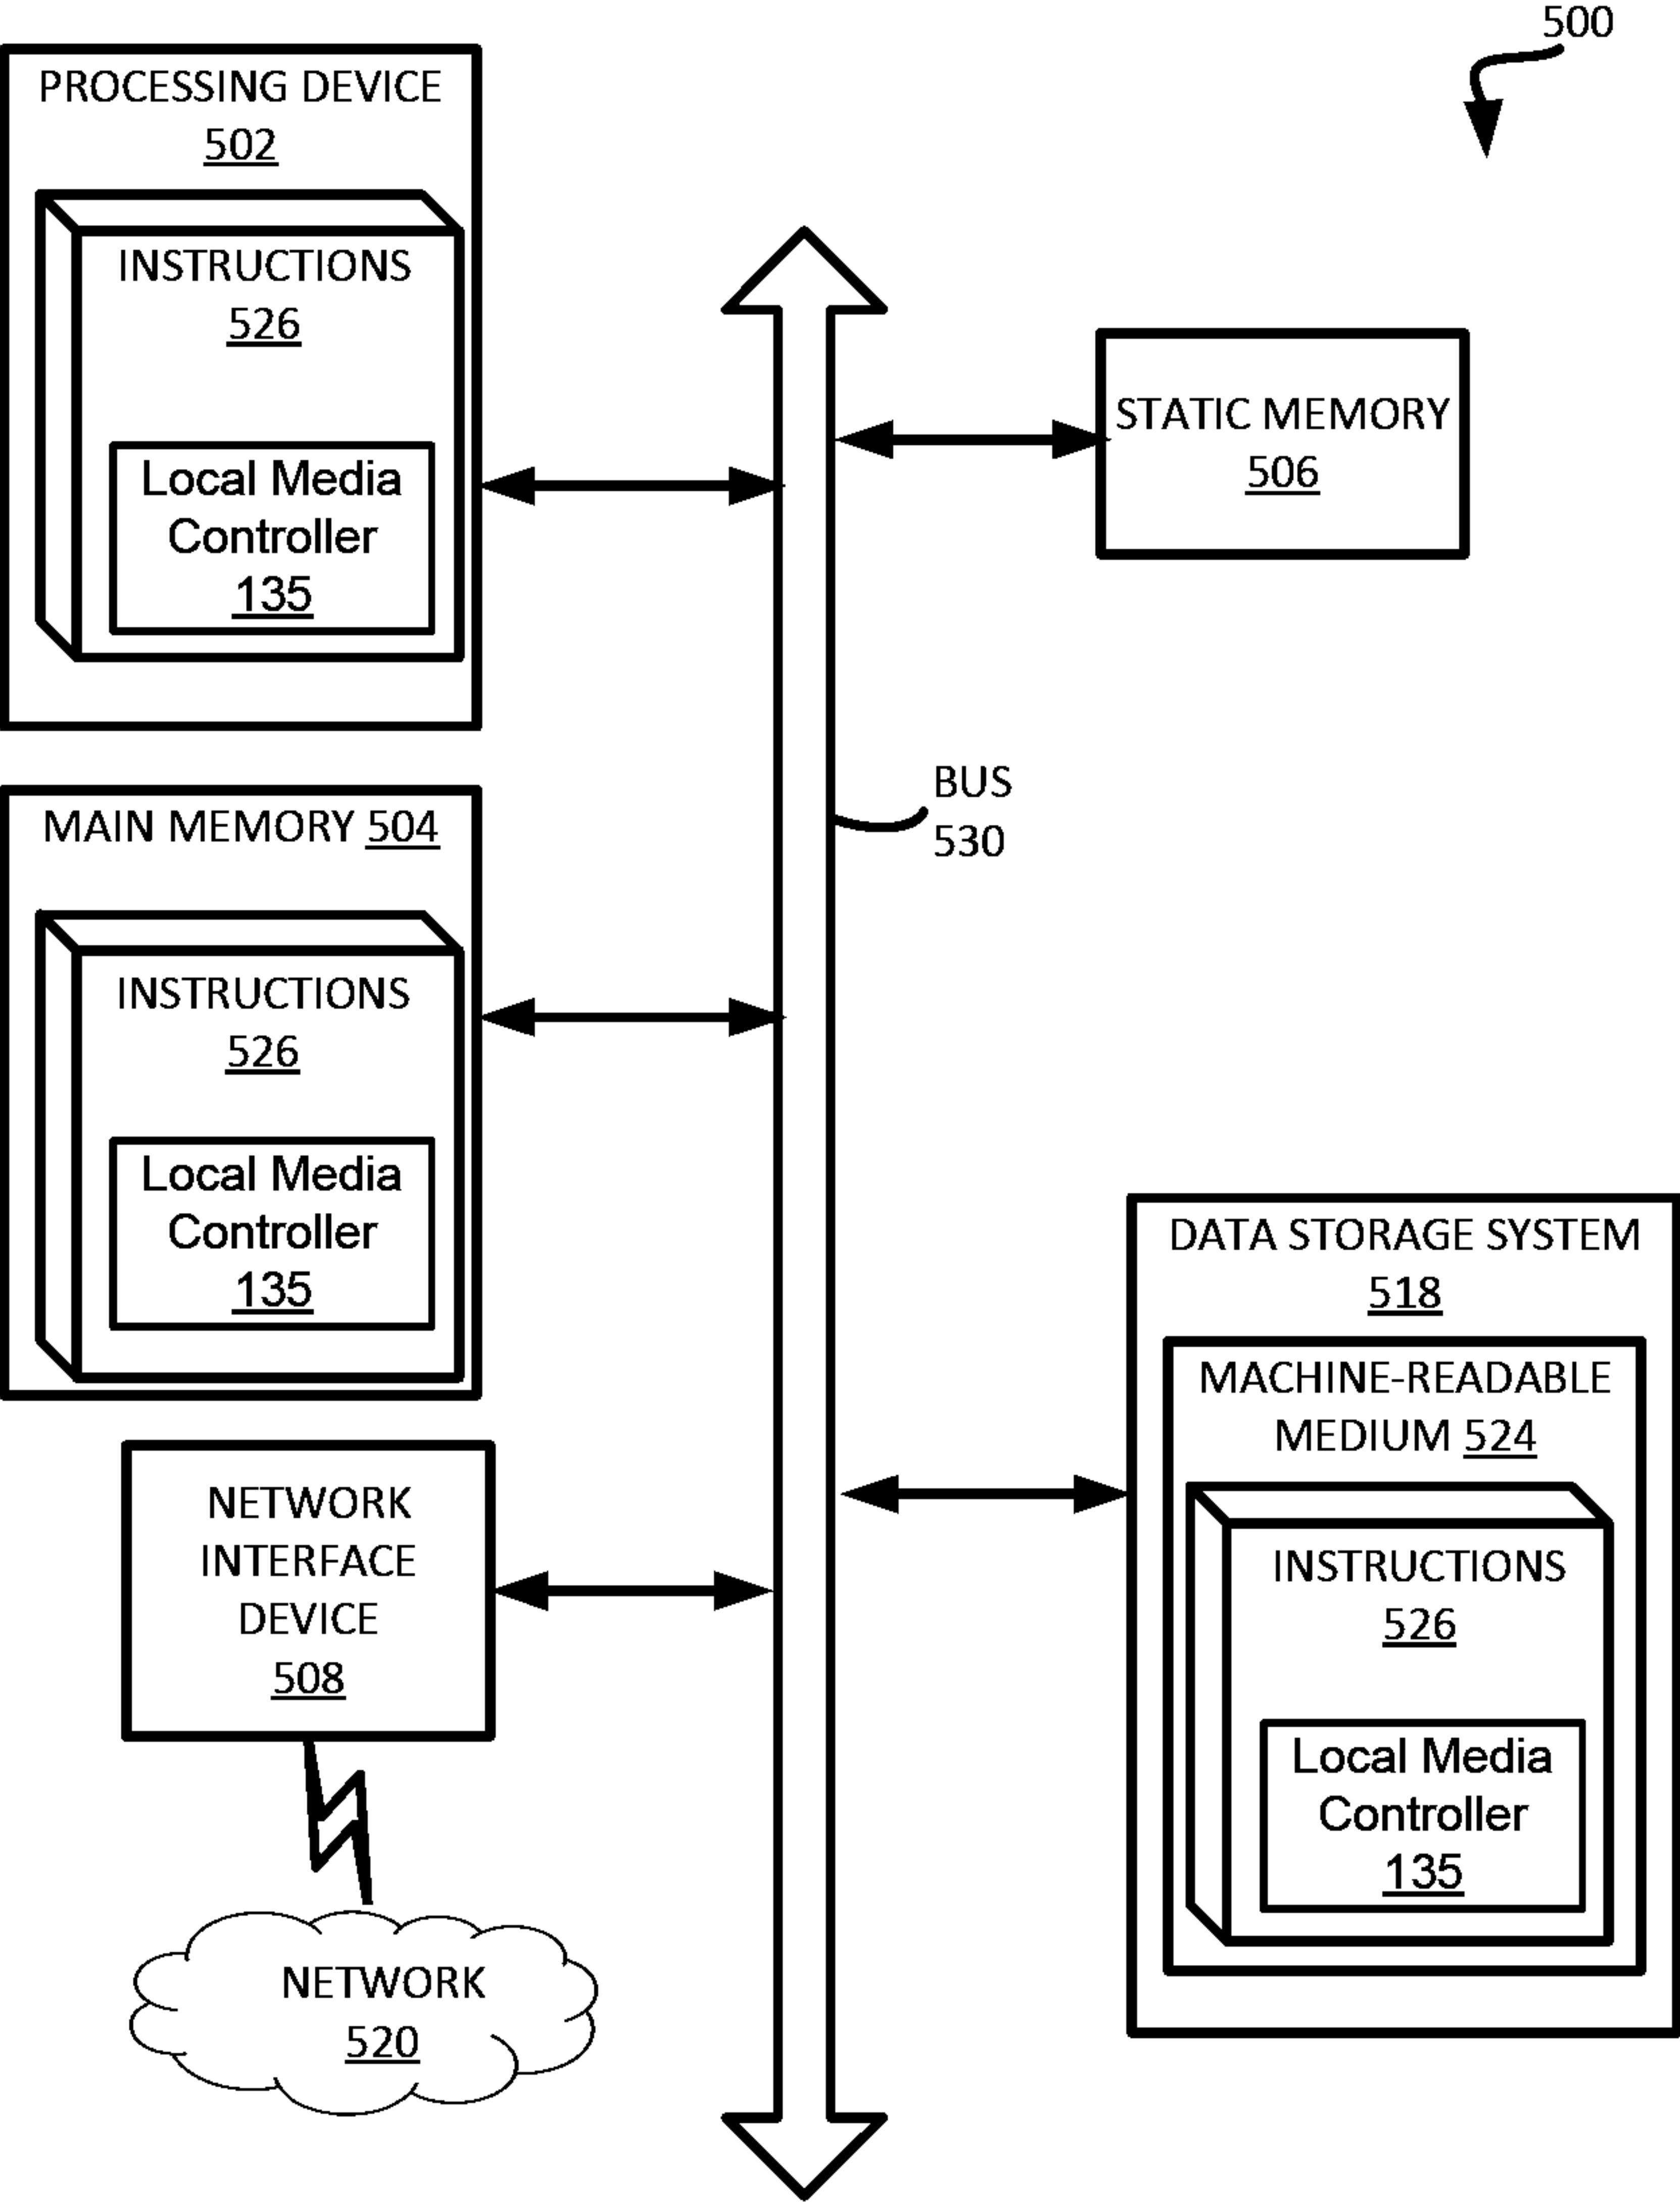 500
PROCESSING DEVICE
502
INSTRUCTIONS
526
Local Media
Controller
135
STATIC MEMORY
506
BUS
530
MAIN MEMORY 504
INSTRUCTIONS
526
Local Media
Controller
135
DATA STORAGE SYSTEM
518
MACHINE-READABLE
MEDIUM 524
INSTRUCTIONS
526
Local Media
Controller
135
NETWORK
INTERFACE
DEVICE
508
NETWORK
520